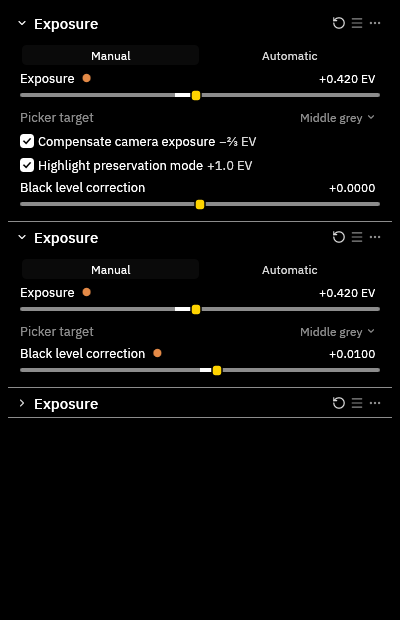 Exposure
Manual Automatic
Exposure +0.420 EV
Picker target Middle grey
Compensate camera exposure −⅔ EV
Highlight preservation mode +1.0 EV
Black level correction +0.0000
Exposure
Manual Automatic
Exposure +0.420 EV
Picker target Middle grey
Black level correction +0.0100
Exposure